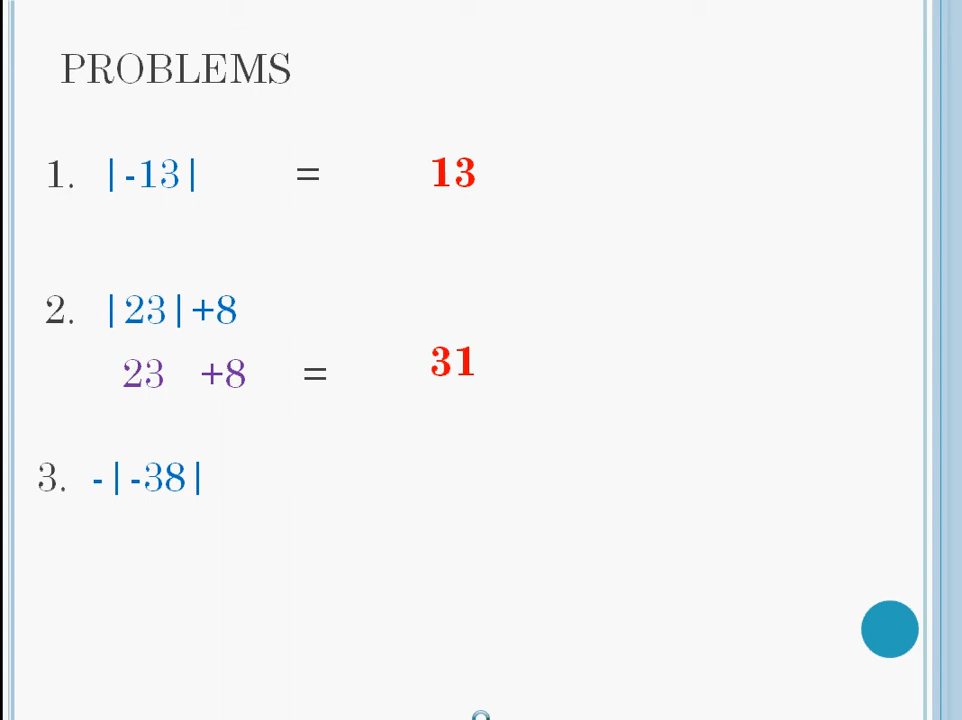 PROBLEMS
1. |-13| = 13
2. |23|+8
23 +8 = 31
3. -|-38|